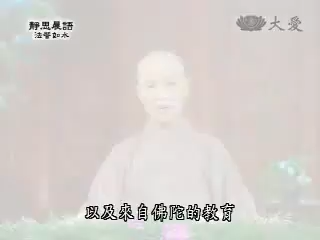 靜思晨語
法譬如水
大愛
以及來自佛陀的教育